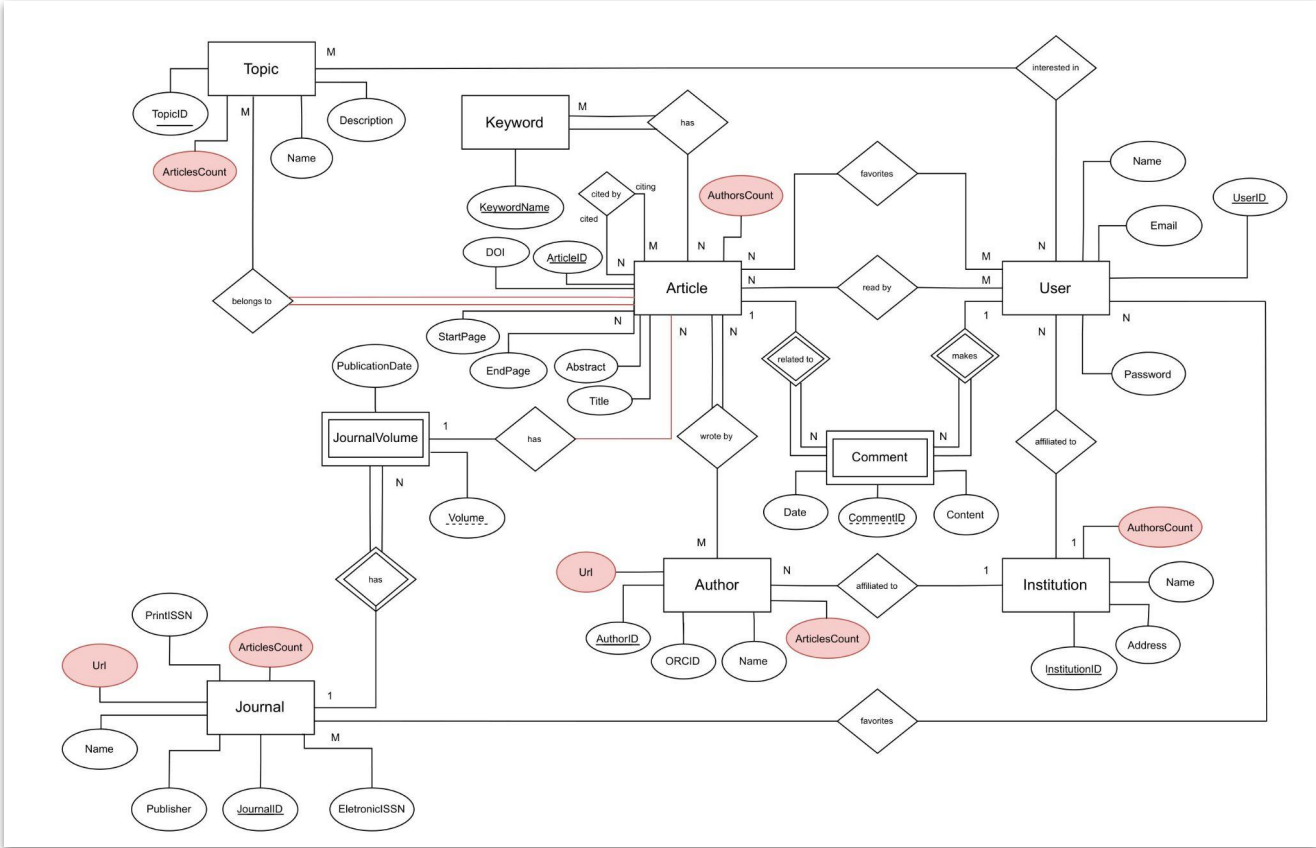 M
Topic
interested in
TopicID
M
Description
ArticlesCount
Name
Keyword
M
has
KeywordName
cited by
citing
cited
AuthorsCount
favorites
Name
UserID
Email
DOI
ArticleID
N
M
N
N
M
N
Article
N
read by
M
User
belongs to
StartPage
N
N
N
1
related to
1
makes
N
N
EndPage
Abstract
Title
Password
PublicationDate
JournalVolume
1
has
wrote by
N
Comment
N
affiliated to
N
Volume
Date
CommentID
Content
M
1
AuthorsCount
has
Url
Author
N
affiliated to
1
Institution
Name
AuthorID
ORCID
Name
ArticlesCount
InstitutionID
Address
PrintISSN
Url
ArticlesCount
Journal
1
favorites
M
Name
Publisher
JournalID
EletronicISSN